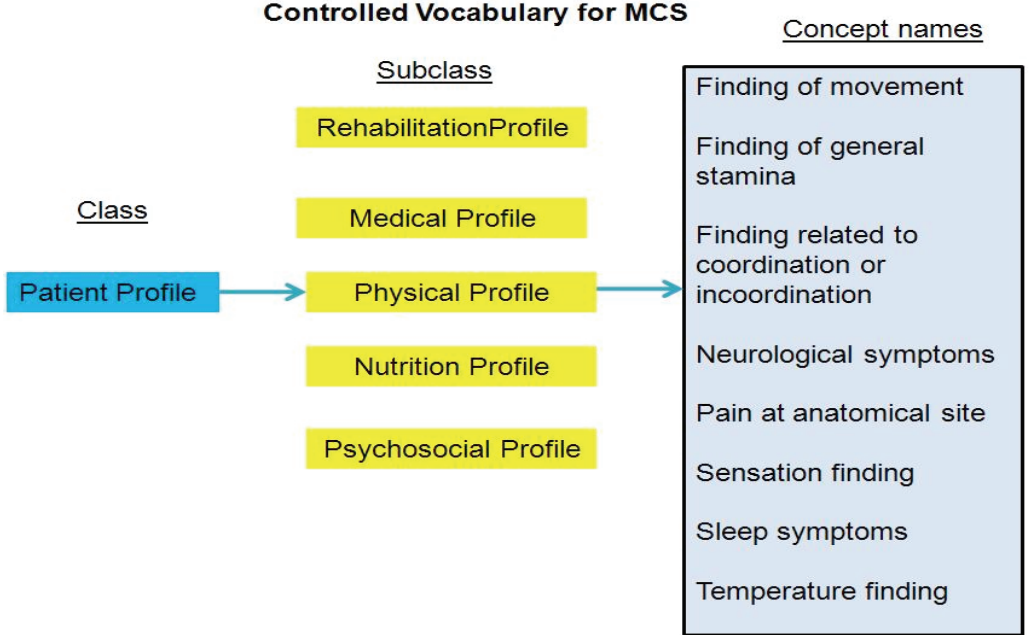 Controlled Vocabulary for MCS
Class
Patient Profile
Subclass
RehabilitationProfile
Medical Profile
Physical Profile
Nutrition Profile
Psychosocial Profile
Concept names
Finding of movement
Finding of general
stamina
Finding related to
coordination or
incoordination
Neurological symptoms
Pain at anatomical site
Sensation finding
Sleep symptoms
Temperature finding